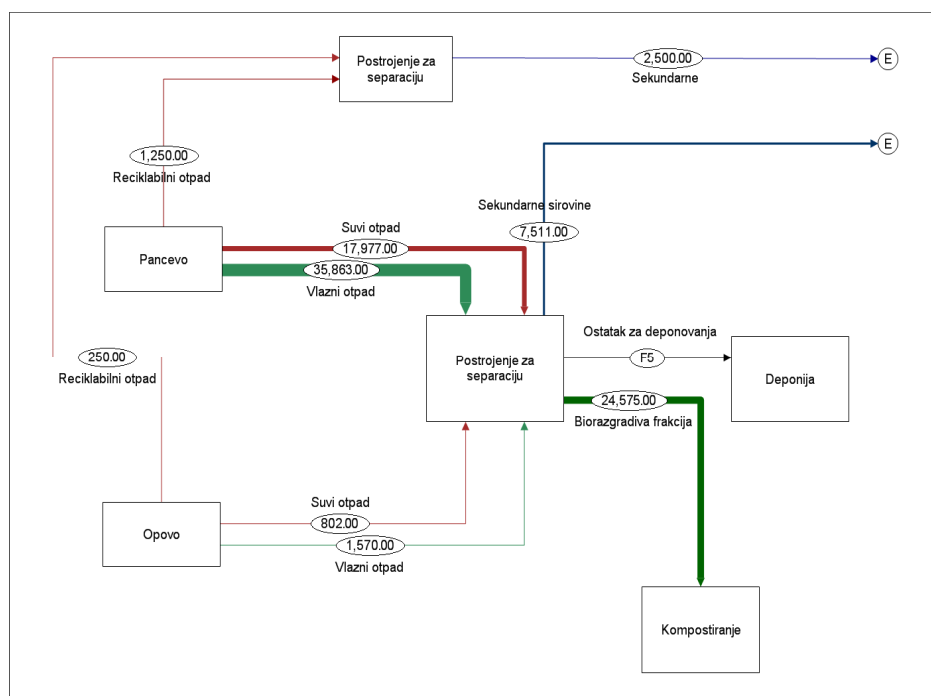 Postrojenje za
separaciju
2,500.00
Sekundarne
E
E
1,250.00
Reciklabilni otpad
Sekundarne sirovine
7,511.00
Pancevo
Suvi otpad
17,977.00
35,863.00
Vlazni otpad
250.00
Reciklabilni otpad
Postrojenje za
separaciju
Ostatak za deponovanja
F5
Deponija
24,575.00
Biorazgradiva frakcija
Opovo
Suvi otpad
802.00
1,570.00
Vlazni otpad
Kompostiranje